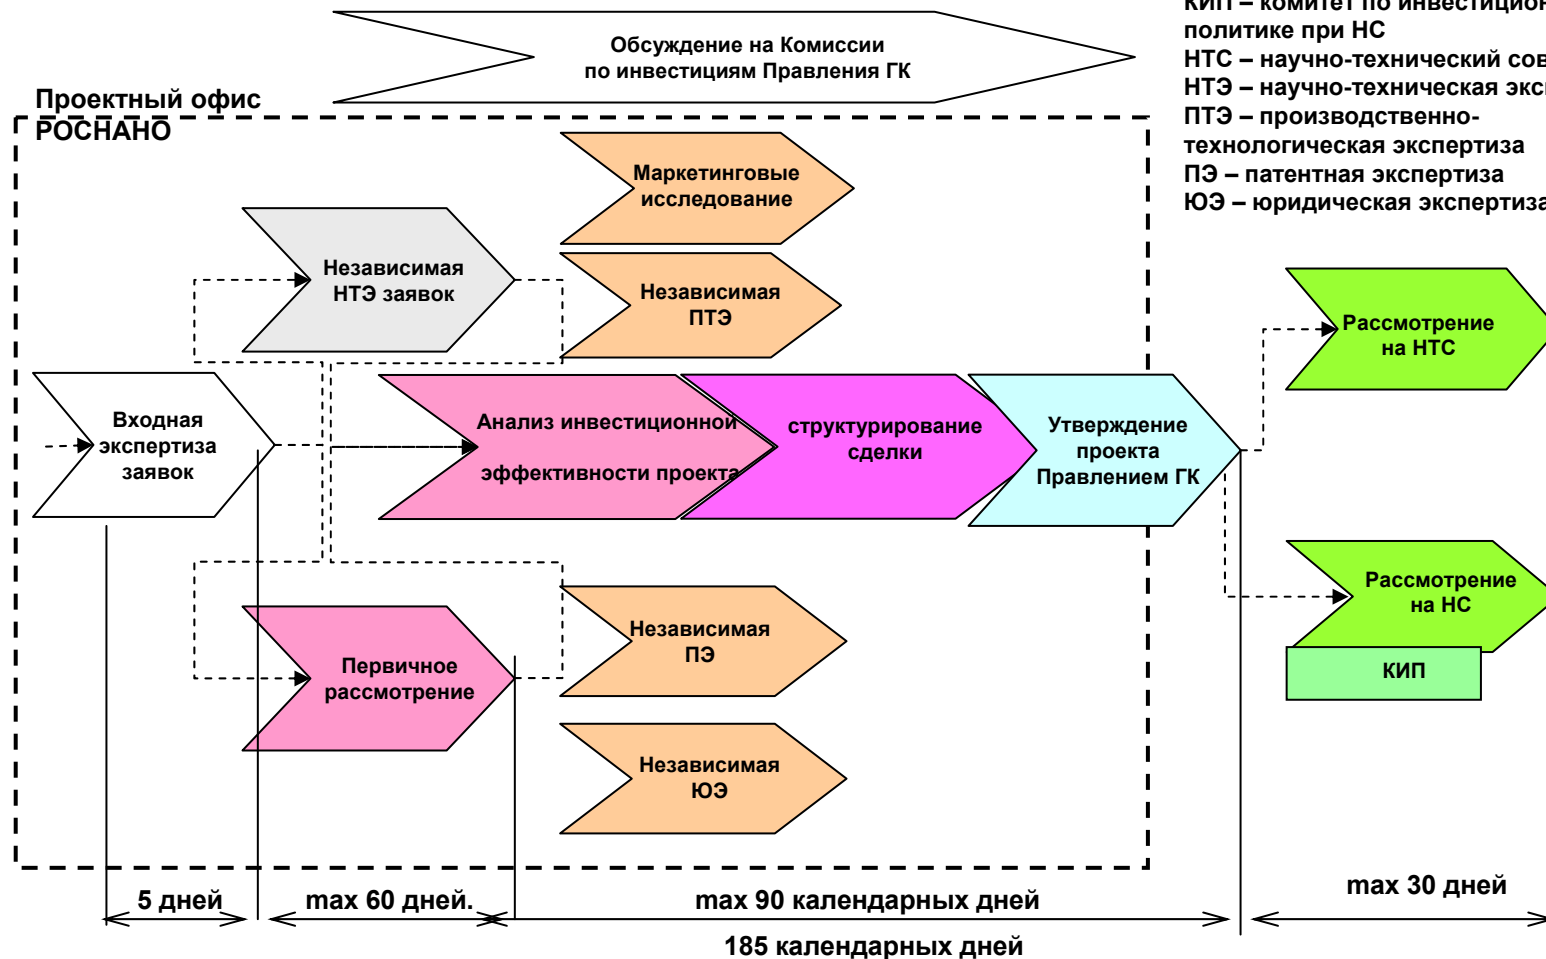 КИП – комитет по
политике при НС
НТС – научно-технический
НТЭ – научно-техническая
ПТЭ – производственно-
технологическая экспертиза
ПЭ – патентная экспертиза
ЮЭ – юридическая экспертиза
Обсуждение на Комиссии
по инвестициям Правления ГК
Проектный офис
РОСНАНО
Маркетинговые
исследование
Независимая
НТЭ заявок
Независимая
ПТЭ
Рассмотрение
на НТС
Входная
экспертиза
заявок
Анализ инвестиционной
эффективности проекта
структурирование
сделки
Утверждение
проекта
Правлением ГК
Рассмотрение
на НС
КИП
Первичное
рассмотрение
Независимая
ПЭ
Независимая
ЮЭ
5 дней
max 60 дней.
max 90 календарных дней
max 30 дней
185 календарных дней